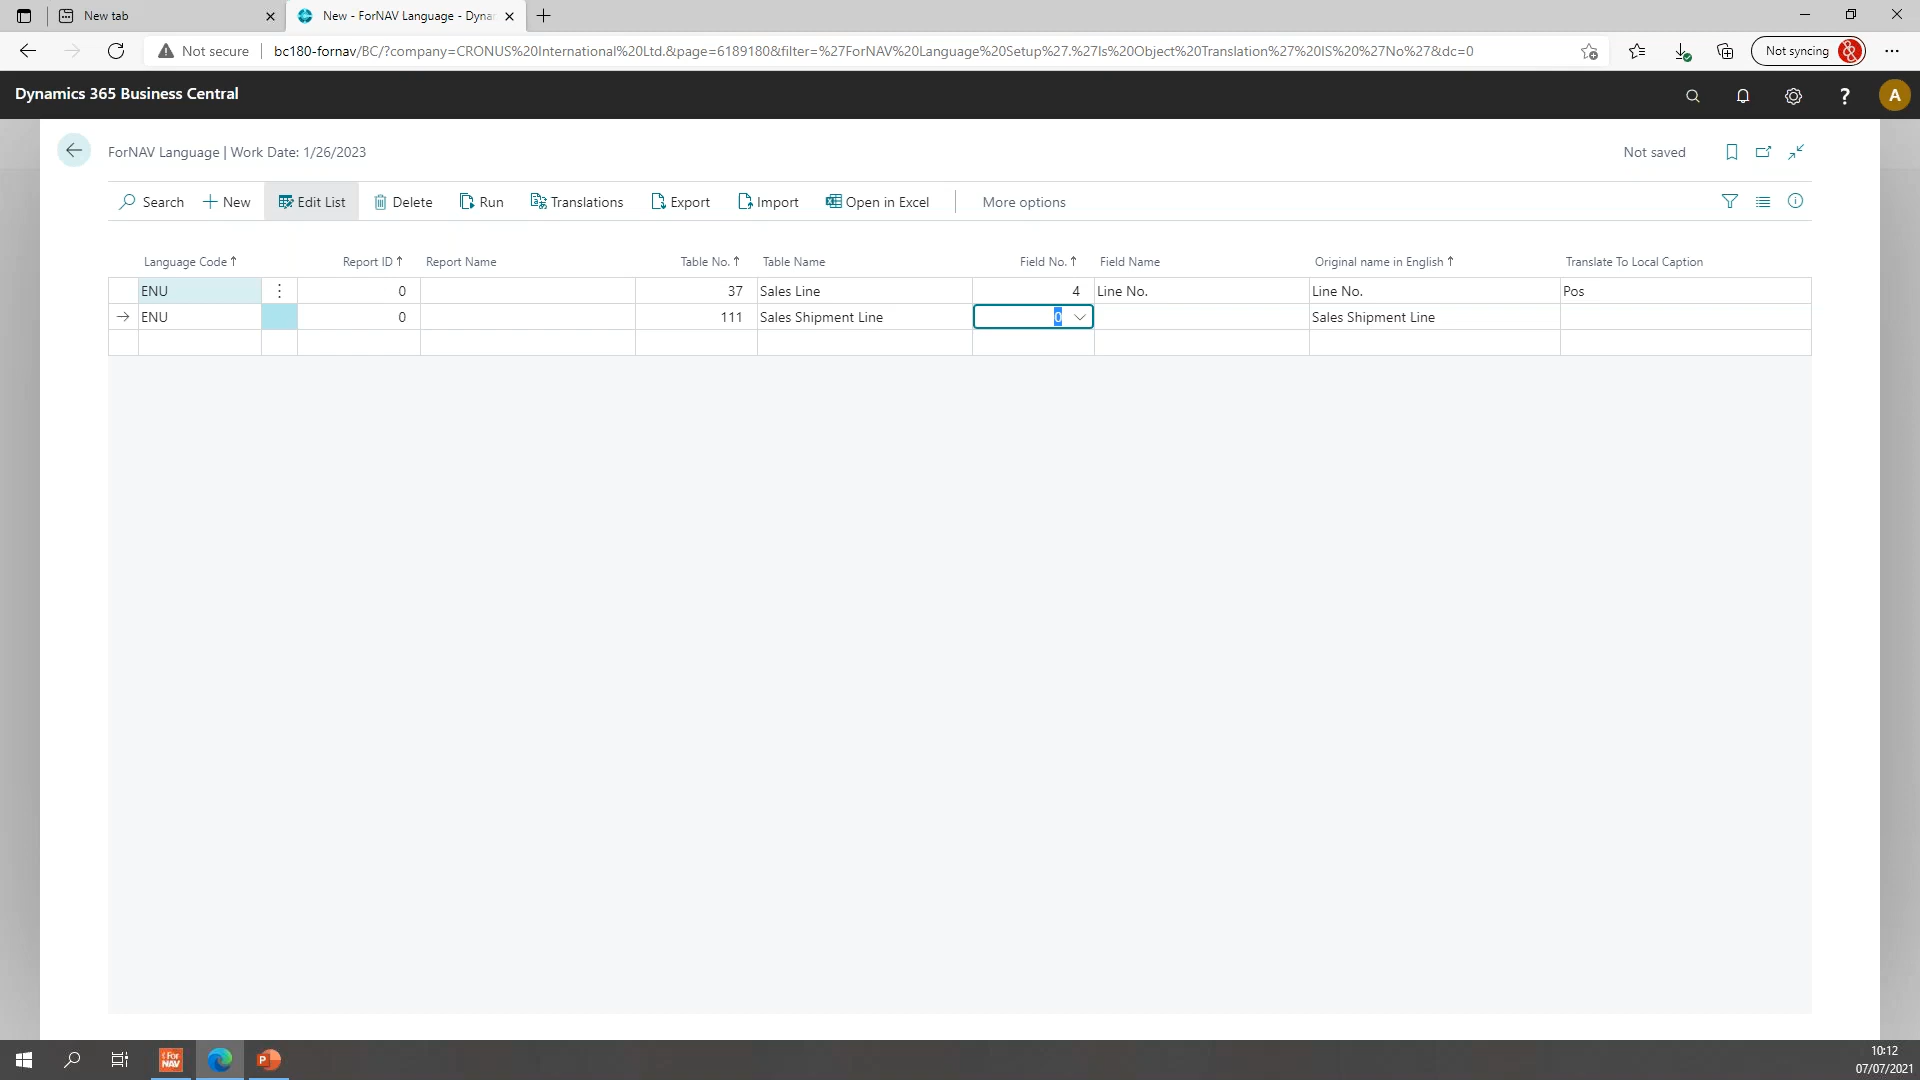 New tab
New - ForNAV Language - Dyna
Not secure
bc180-fornav/BC/?company=CRONUS%20International%20Ltd.&page=6189180&filter=%27ForNAV%20Language%20Setup%27.%27Is%20Object%20Translation%27%20IS%20%27No%27&dc=0
Not syncing
Dynamics 365 Business Central
A
ForNAV Language | Work Date: 1/26/2023
Not saved
Search
New
Edit List
Delete
Run
Translations
Export
Import
Open in Excel
More options
Language Code↑ Report ID↑ Report Name Table No.↑ Table Name Field No.↑ Field Name Original name in English↑ Translate To Local Caption
ENU 0 37 Sales Line 4 Line No. Line No. Pos
ENU 0 111 Sales Shipment Line 0 Sales Shipment Line
For
NAV
P
10:12
07/07/2021